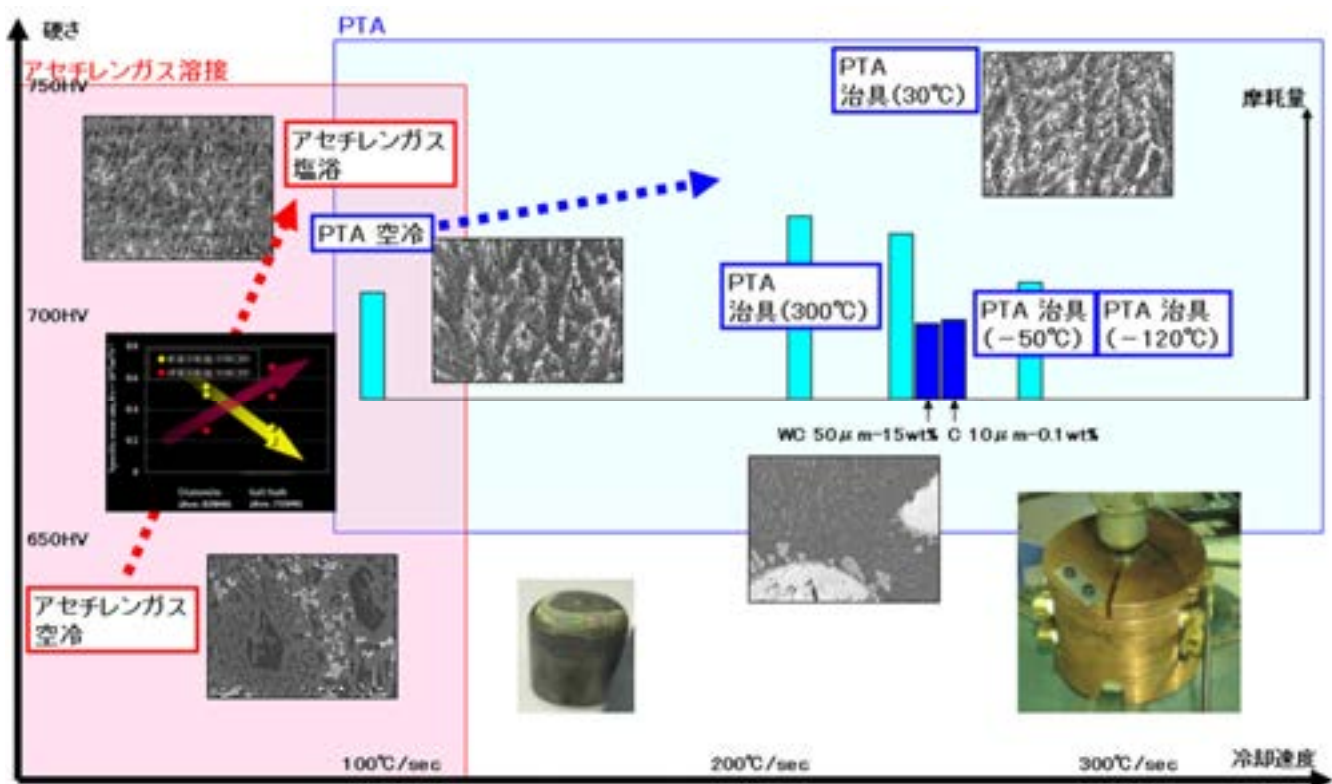 硬さ
PTA
アセチレンガス溶接
750HV
PTA
治具(30℃)
摩耗量
アセチレンガス
塩浴
PTA 空冷
PTA
治具(300℃)
PTA 治具
(-50℃)
PTA 治具
(-120℃)
700HV
WC 50μm-15wt%
C 10μm-0.1wt%
650HV
アセチレンガス
空冷
100℃/sec
200℃/sec
300℃/sec
冷却速度